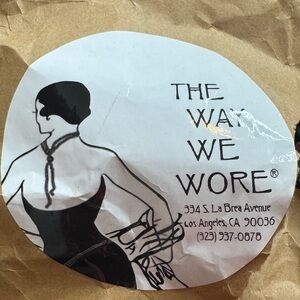 THE
WAY
WE
WORE®
334 S. La Brea Avenue
Los Angeles, CA 90036
(323) 937-0878